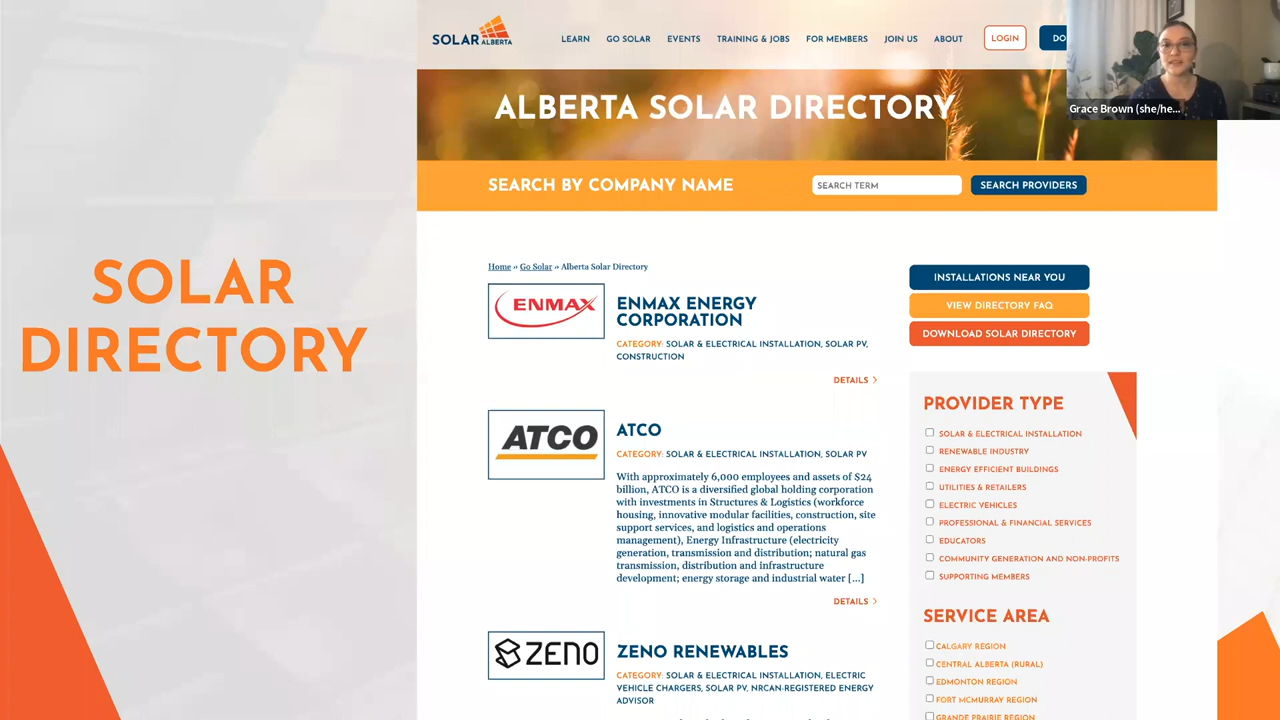 SOLAR ALBERTA
LEARN
GO SOLAR
EVENTS
TRAINING & JOBS
FOR MEMBERS
JOIN US
ABOUT
LOGIN
DO
Grace Brown (she/he...
ALBERTA SOLAR DIRECTORY
SEARCH BY COMPANY NAME
SEARCH TERM
SEARCH PROVIDERS
SOLAR
DIRECTORY
Home » Go Solar » Alberta Solar Directory
ENMAX
ENMAX ENERGY
CORPORATION
CATEGORY: SOLAR & ELECTRICAL INSTALLATION, SOLAR PV,
CONSTRUCTION
DETAILS >
ATCO
ATCO
CATEGORY: SOLAR & ELECTRICAL INSTALLATION, SOLAR PV
With approximately 6,000 employees and assets of $24
billion, ATCO is a diversified global holding corporation
with investments in Structures & Logistics (workforce
housing, innovative modular facilities, construction, site
support services, and logistics and operations
management), Energy Infrastructure (electricity
generation, transmission and distribution; natural gas
transmission, distribution and infrastructure
development; energy storage and industrial water [...]
DETAILS >
ZENO
ZENO RENEWABLES
CATEGORY: SOLAR & ELECTRICAL INSTALLATION, ELECTRIC
VEHICLE CHARGERS, SOLAR PV, NRCAN-REGISTERED ENERGY
ADVISOR
INSTALLATIONS NEAR YOU
VIEW DIRECTORY FAQ
DOWNLOAD SOLAR DIRECTORY
PROVIDER TYPE
SOLAR & ELECTRICAL INSTALLATION
RENEWABLE INDUSTRY
ENERGY EFFICIENT BUILDINGS
UTILITIES & RETAILERS
ELECTRIC VEHICLES
PROFESSIONAL & FINANCIAL SERVICES
EDUCATORS
COMMUNITY GENERATION AND NON-PROFITS
SUPPORTING MEMBERS
SERVICE AREA
CALGARY REGION
CENTRAL ALBERTA (RURAL)
EDMONTON REGION
FORT MCMURRAY REGION
GRANDE PRAIRIE REGION